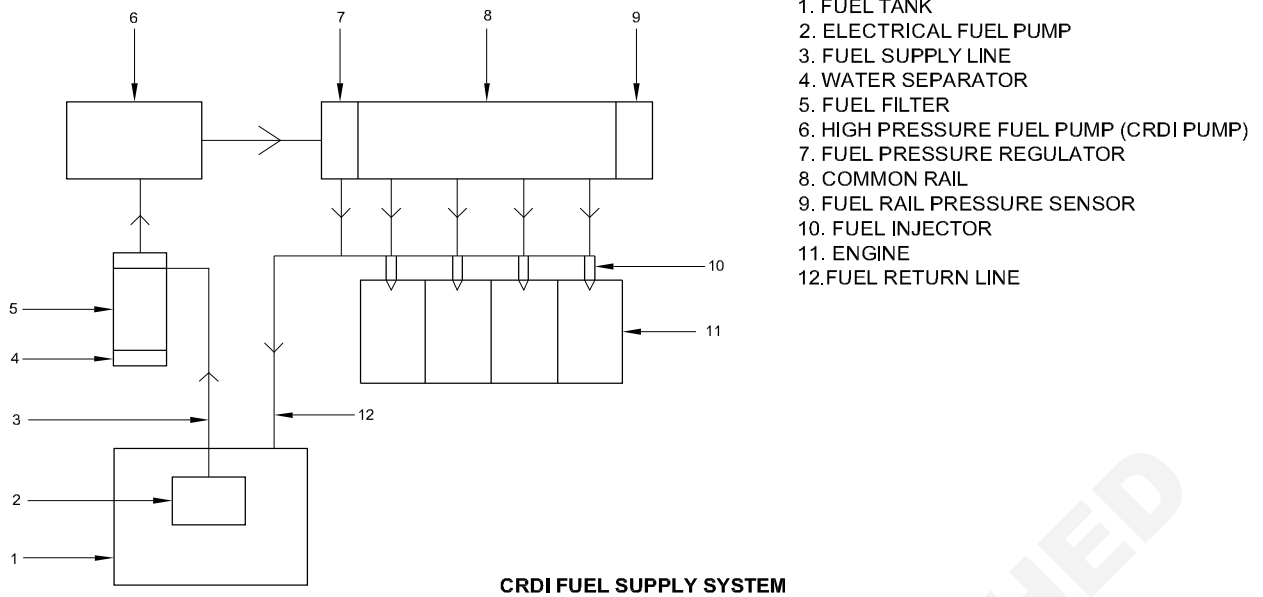 6 7 8 9
1. FUEL TANK
2. ELECTRICAL FUEL PUMP
3. FUEL SUPPLY LINE
4. WATER SEPARATOR
5. FUEL FILTER
6. HIGH PRESSURE FUEL PUMP (CRDI PUMP)
7. FUEL PRESSURE REGULATOR
8. COMMON RAIL
9. FUEL RAIL PRESSURE SENSOR
10. FUEL INJECTOR
11. ENGINE
12.FUEL RETURN LINE
10
5
11
4
3
12
2
1
CRDI FUEL SUPPLY SYSTEM
HED